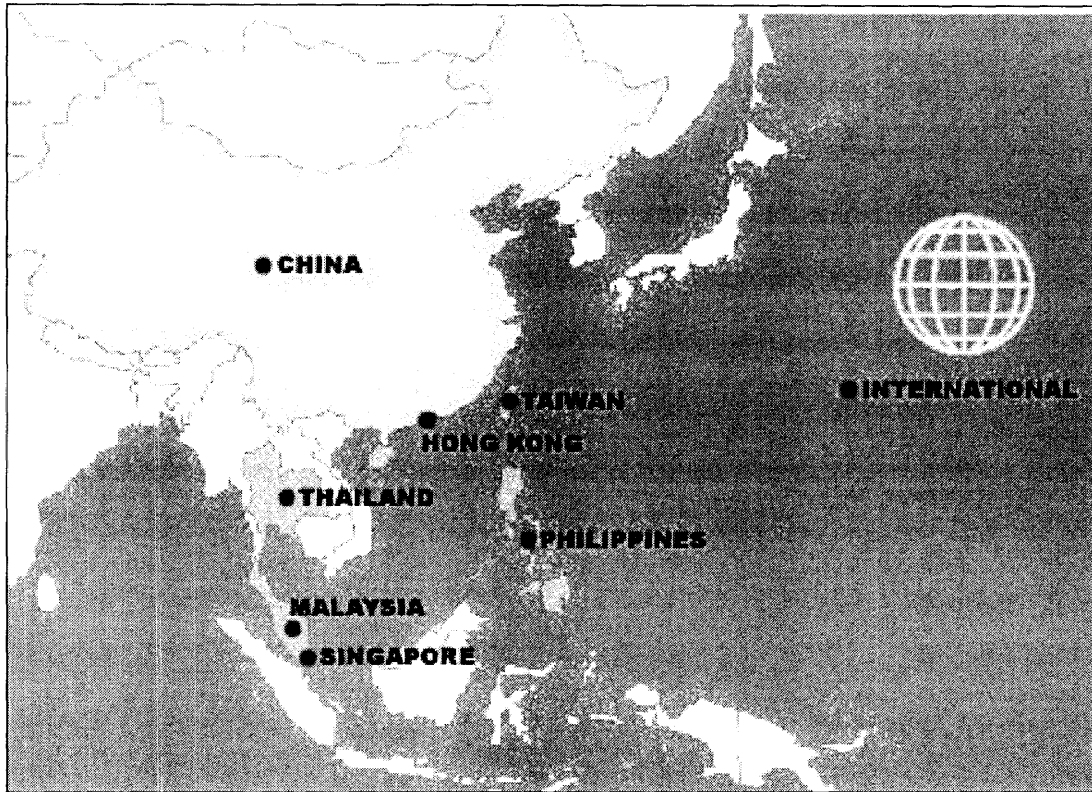 CHINA
TAIWAN
INTERNATIONAL
HONG KONG
THAILAND
PHILIPPINES
MALAYSIA
SINGAPORE